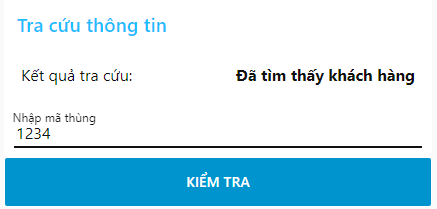 Tra cứu thông tin
Kết quả tra cứu: Đã tìm thấy khách hàng
Nhập mã thùng
1234
KIỂM TRA